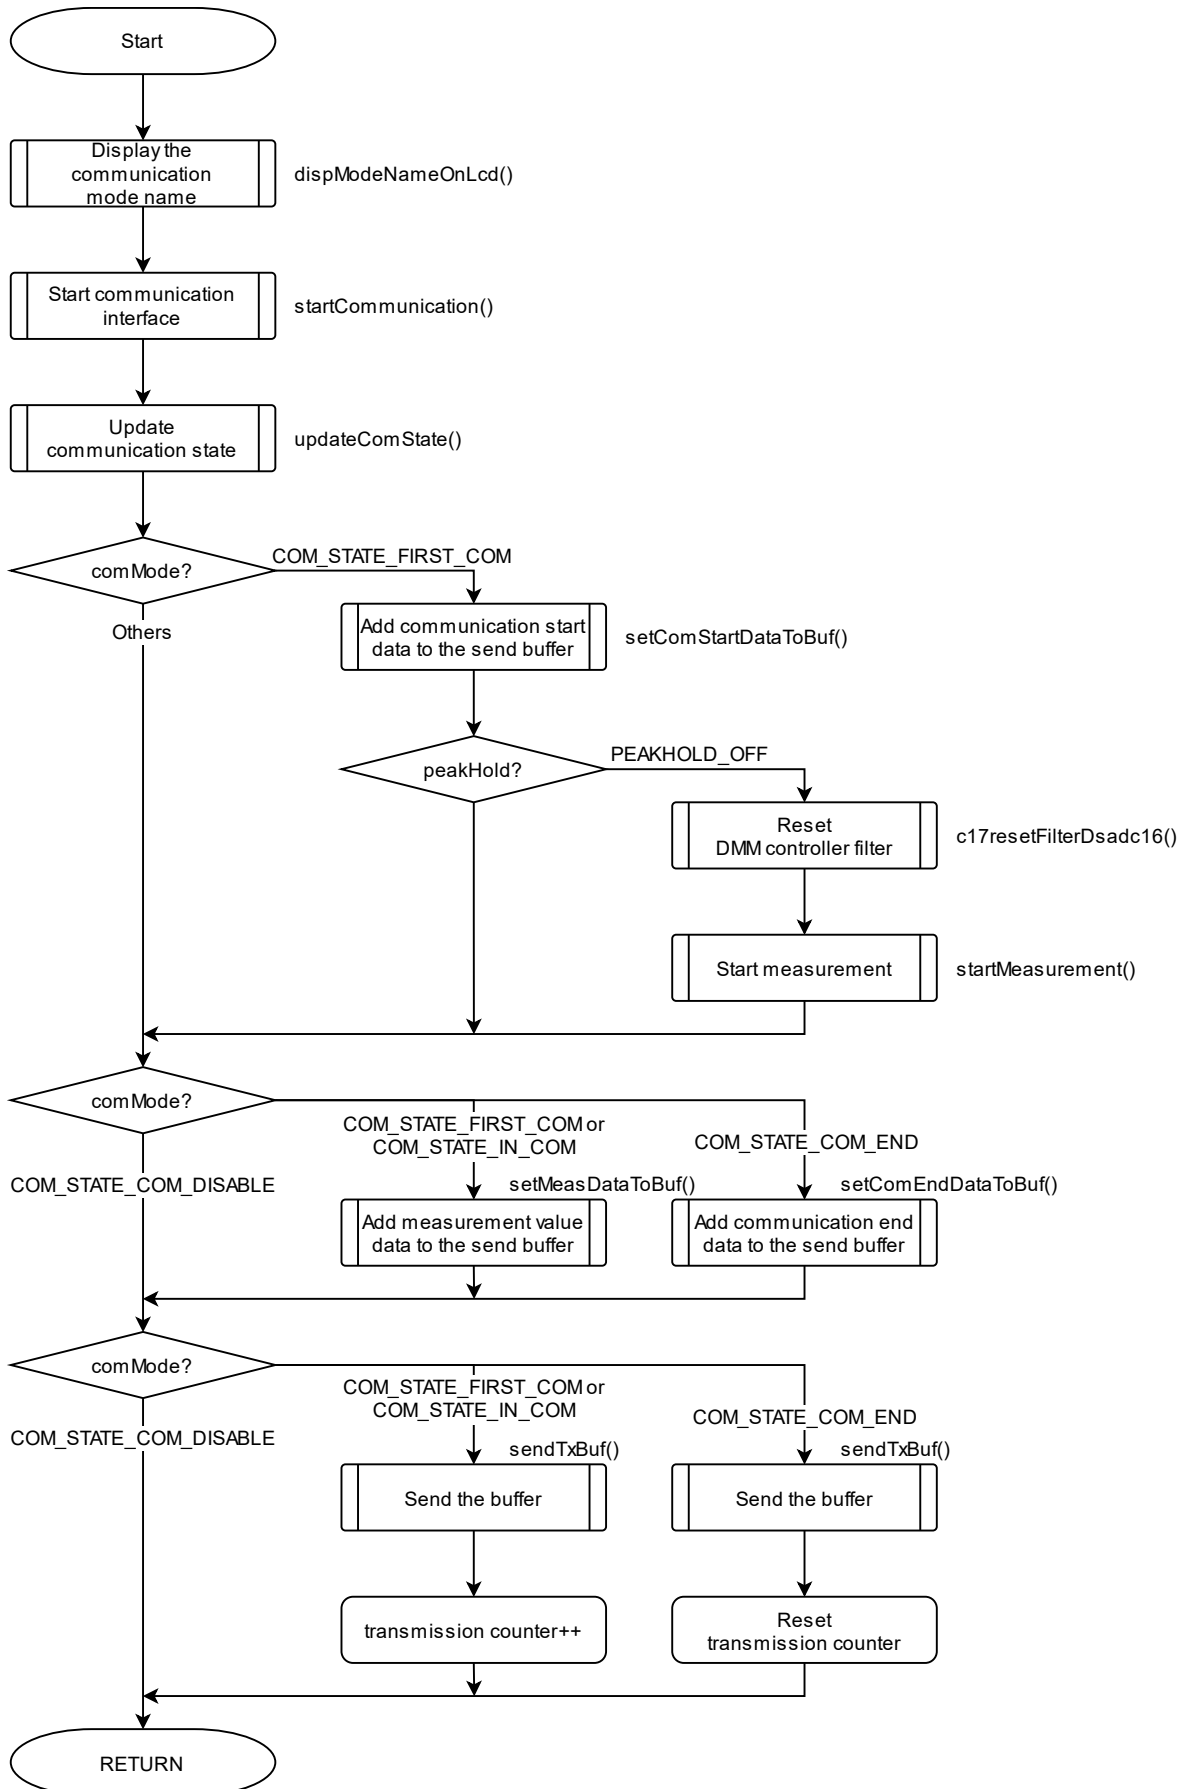 Start
Display the
communication
mode name
dispModeNameOnLcd()
Start communication
interface
startCommunication()
Update
communication state
updateComState()
comMode?
COM_STATE_FIRST_COM
Others
Add communication start
data to the send buffer
setComStartDataToBuf()
peakHold?
PEAKHOLD_OFF
Reset
DMM controller filter
c17resetFilterDsadc16()
Start measurement
startMeasurement()
comMode?
COM_STATE_FIRST_COM or
COM_STATE_IN_COM
COM_STATE_COM_END
COM_STATE_COM_DISABLE
setMeasDataToBuf()
setComEndDataToBuf()
Add measurement value
data to the send buffer
Add communication end
data to the send buffer
comMode?
COM_STATE_FIRST_COM or
COM_STATE_IN_COM
COM_STATE_COM_END
COM_STATE_COM_DISABLE
sendTxBuf()
sendTxBuf()
Send the buffer
Send the buffer
transmission counter++
Reset
transmission counter
RETURN